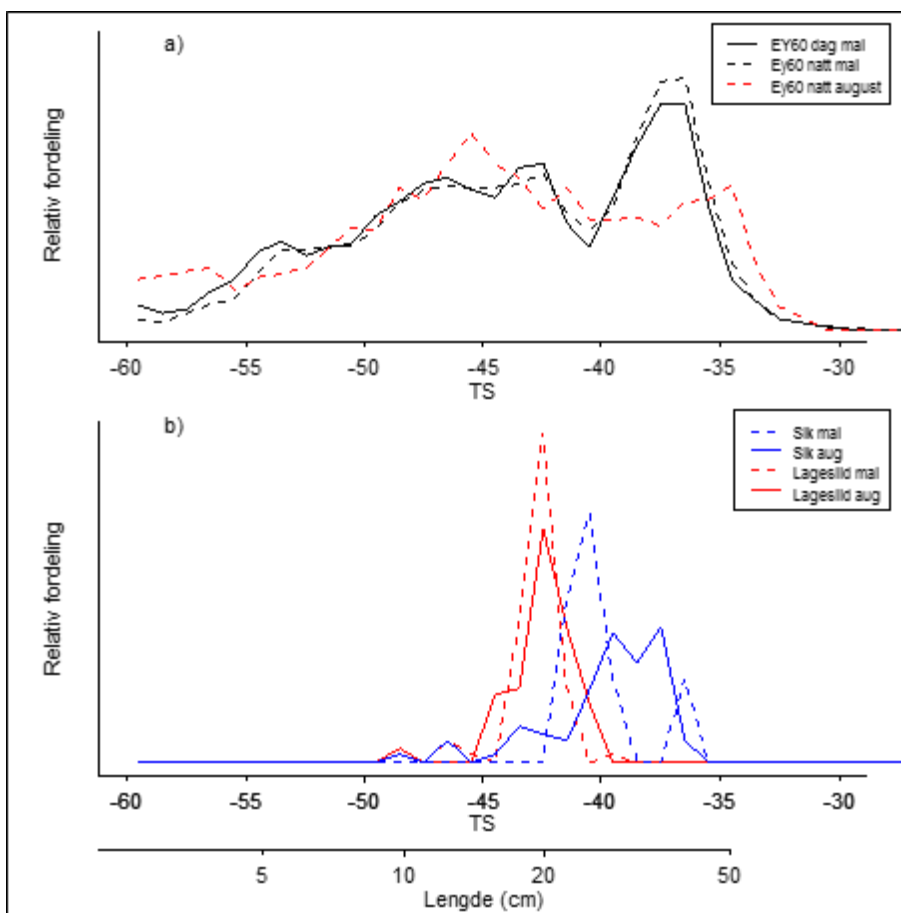 a)
EY60 dag mai
Ey60 natt mai
Ey60 natt august
Relativ fordeling
-60 -55 -50 -45 -40 -35 -30
TS
b)
Sik mai
Sik aug
Lagesild mai
Lagesild aug
Relativ fordeling
-60 -55 -50 -45 -40 -35 -30
TS
5 10 20 50
Lengde (cm)